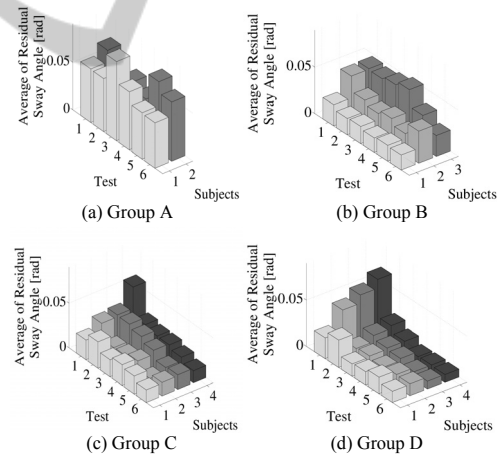 Average of Residual
Sway Angle [rad]
0.05
0
1
2
3
4
5
6
Test
1
2
Subjects
(a) Group A
Average of Residual
Sway Angle [rad]
0.05
0
1
2
3
4
5
6
Test
1
2
3
Subjects
(b) Group B
Average of Residual
Sway Angle [rad]
0.05
0
1
2
3
4
5
6
Test
1
2
3
4
Subjects
(c) Group C
Average of Residual
Sway Angle [rad]
0.05
0
1
2
3
4
5
6
Test
1
2
3
4
Subjects
(d) Group D